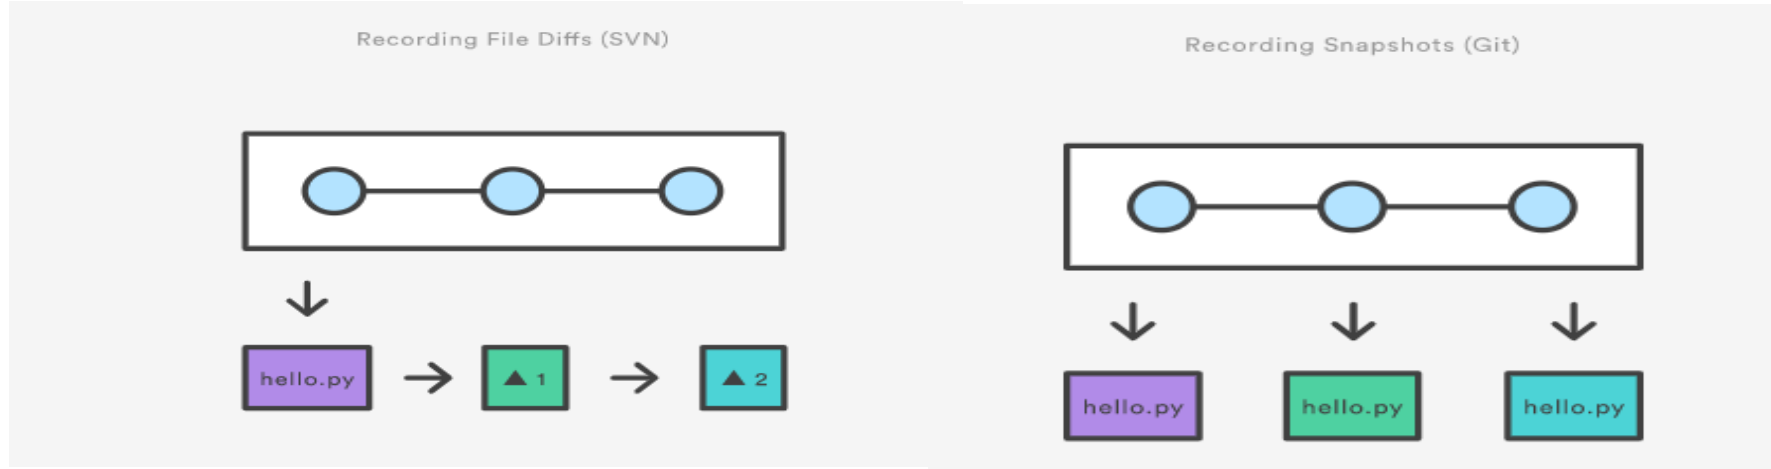 Recording File Diffs (SVN)
hello.py
▲ 1
▲ 2
Recording Snapshots (Git)
hello.py
hello.py
hello.py